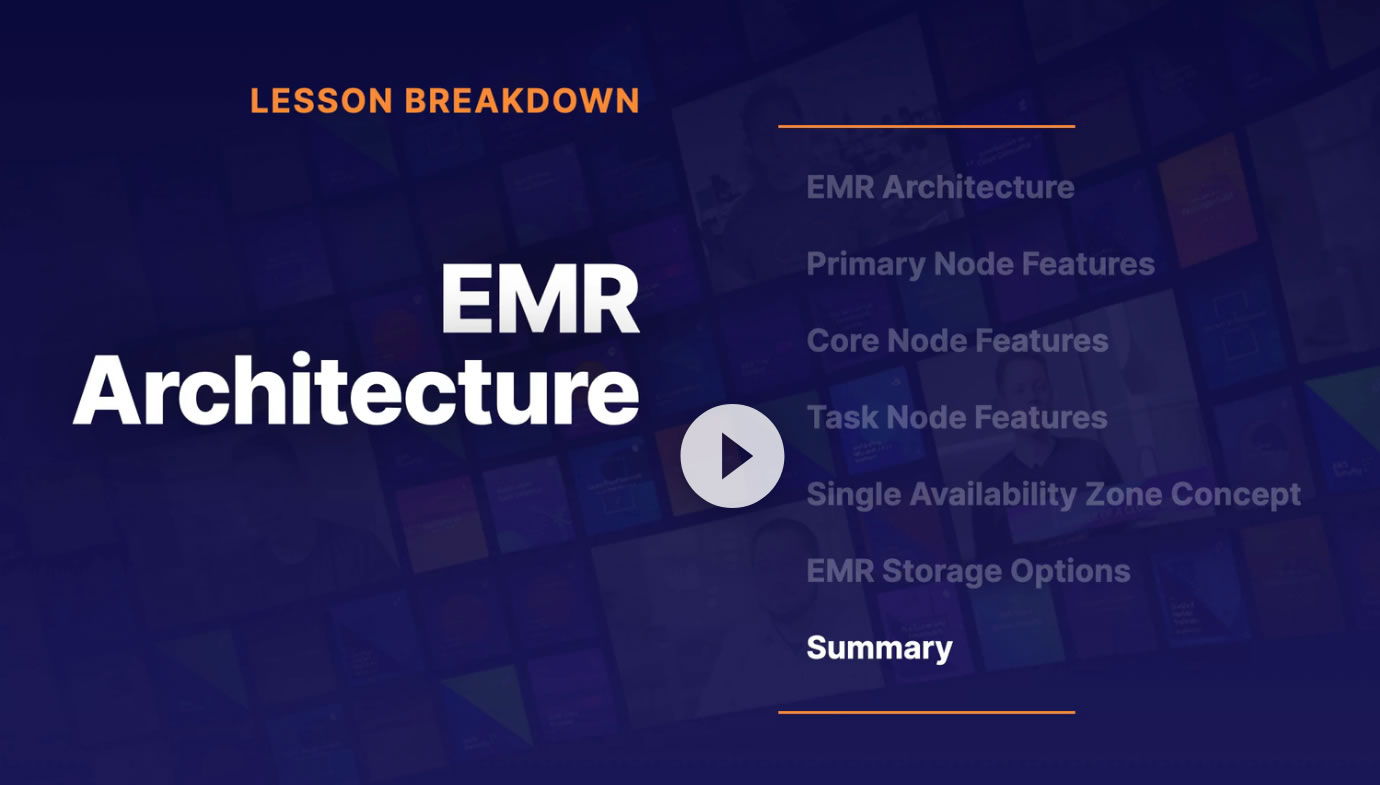 LESSON BREAKDOWN
EMR
Architecture
EMR Architecture
Primary Node Features
Core Node Features
Task Node Features
Single Availability Zone Concept
EMR Storage Options
Summary